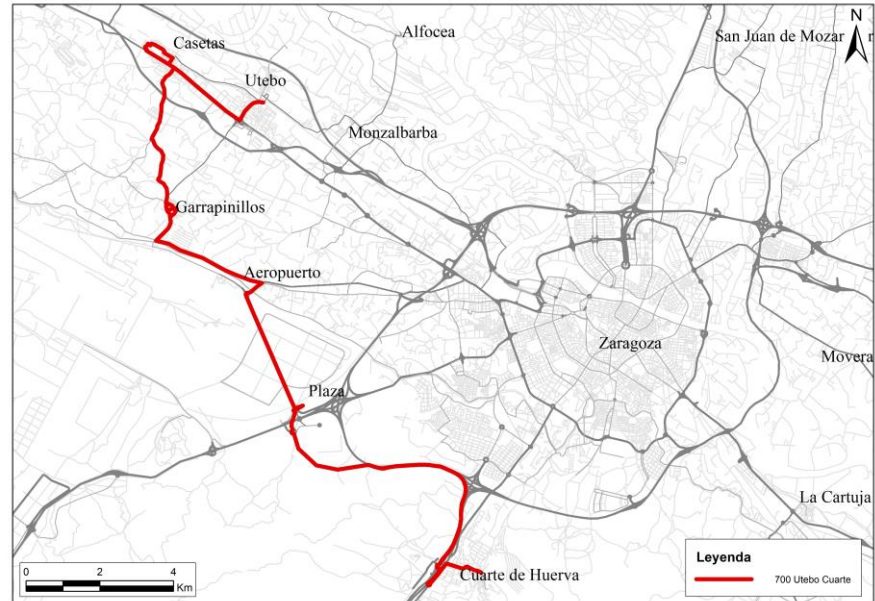 N
Casetas
Alfocea
San Juan de Mozar r
Utebo
Monzalbarba
Garrapinillos
Aeropuerto
Zaragoza
Movera
Plaza
La Cartuja
Cuarte de Huerva
0 2 4
Km
Leyenda
700 Utebo Cuarte